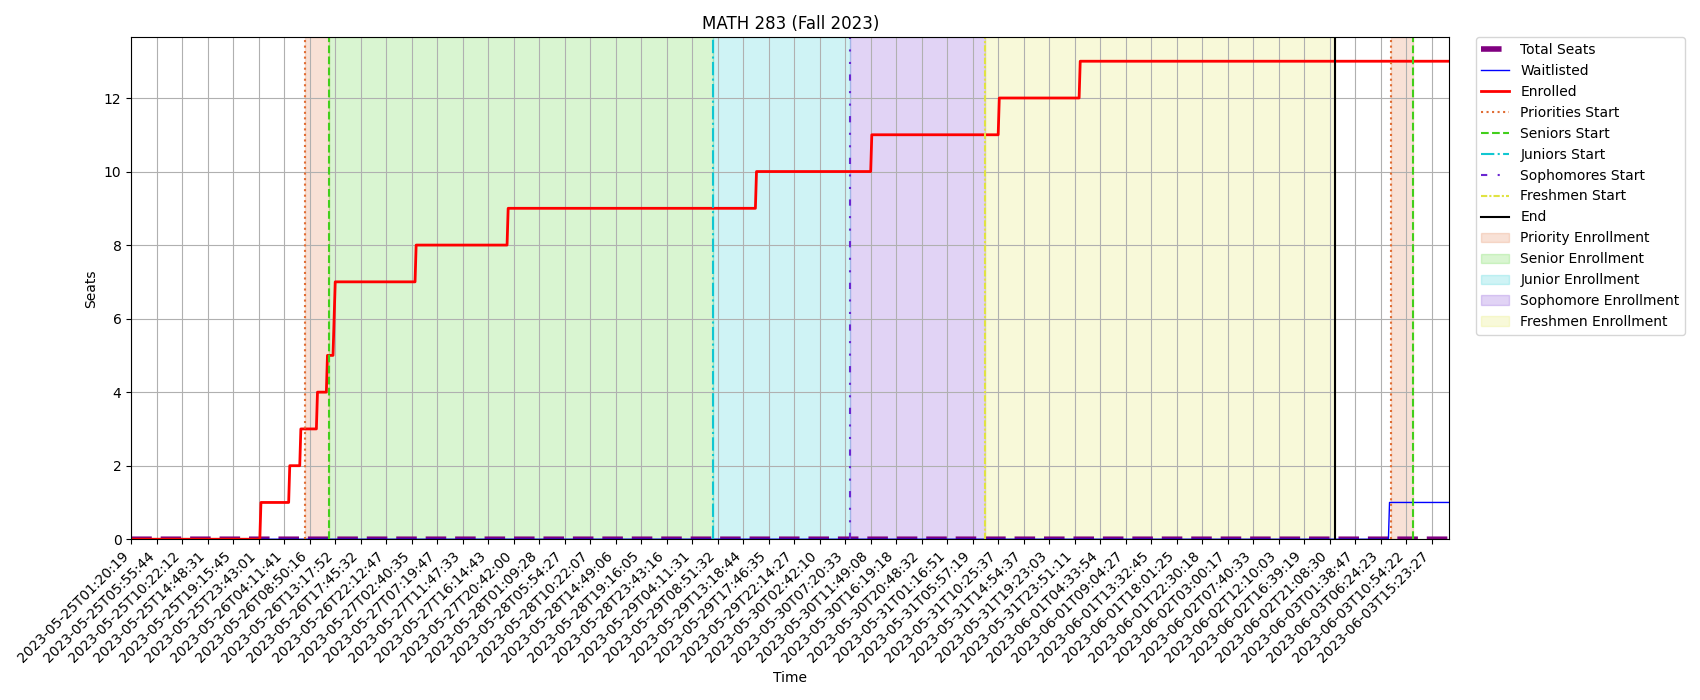 MATH 283 (Fall 2023)
Seats
12
10
8
6
4
2
0
2023-05-25T01:20:19
2023-05-25T05:55:44
2023-05-25T10:22:12
2023-05-25T14:48:31
2023-05-25T19:15:45
2023-05-25T23:43:01
2023-05-26T04:11:41
2023-05-26T08:50:16
2023-05-26T13:17:52
2023-05-26T17:45:32
2023-05-26T22:12:47
2023-05-27T02:40:35
2023-05-27T07:19:47
2023-05-27T11:47:33
2023-05-27T16:14:43
2023-05-27T20:42:00
2023-05-28T01:09:28
2023-05-28T05:54:27
2023-05-28T10:22:07
2023-05-28T14:49:06
2023-05-28T19:16:05
2023-05-28T23:43:16
2023-05-29T04:11:31
2023-05-29T08:51:32
2023-05-29T13:18:44
2023-05-29T17:46:35
2023-05-29T22:14:27
2023-05-30T02:42:10
2023-05-30T07:20:33
2023-05-30T11:49:08
2023-05-30T16:19:18
2023-05-30T20:48:32
2023-05-31T01:16:51
2023-05-31T05:57:19
2023-05-31T10:25:37
2023-05-31T14:54:37
2023-05-31T19:23:03
2023-05-31T23:51:11
2023-06-01T04:33:54
2023-06-01T09:04:27
2023-06-01T13:32:45
2023-06-01T18:01:25
2023-06-01T22:30:18
2023-06-02T03:00:17
2023-06-02T07:40:33
2023-06-02T12:10:03
2023-06-02T16:39:19
2023-06-02T21:08:30
2023-06-03T01:38:47
2023-06-03T06:24:23
2023-06-03T10:54:22
2023-06-03T15:23:27
Time
Total Seats
Waitlisted
Enrolled
Priorities Start
Seniors Start
Juniors Start
Sophomores Start
Freshmen Start
End
Priority Enrollment
Senior Enrollment
Junior Enrollment
Sophomore Enrollment
Freshmen Enrollment